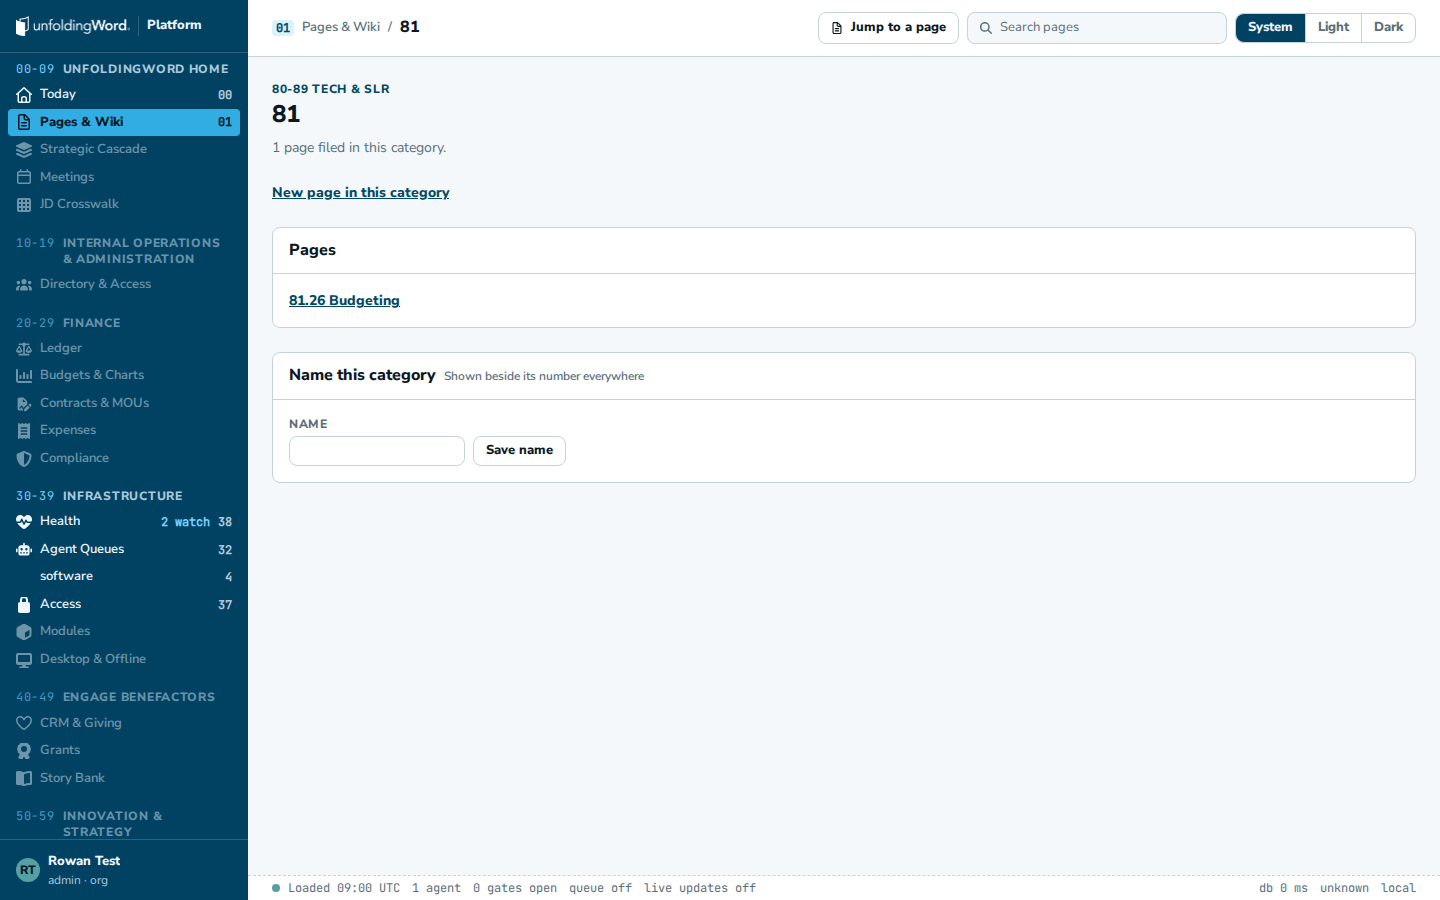 unfoldingWord. Platform
00-09 UNFOLDINGWORD HOME
Today 00
Pages & Wiki 01
Strategic Cascade
Meetings
JD Crosswalk
10-19 INTERNAL OPERATIONS
& ADMINISTRATION
Directory & Access
20-29 FINANCE
Ledger
Budgets & Charts
Contracts & MOUs
Expenses
Compliance
30-39 INFRASTRUCTURE
Health 2 watch 38
Agent Queues 32
software 4
Access 37
Modules
Desktop & Offline
40-49 ENGAGE BENEFACTORS
CRM & Giving
Grants
Story Bank
50-59 INNOVATION &
STRATEGY
RT Rowan Test
admin · org
01 Pages & Wiki / 81
Jump to a page
Search pages
System Light Dark
80-89 TECH & SLR
81
1 page filed in this category.
New page in this category
Pages
81.26 Budgeting
Name this category Shown beside its number everywhere
NAME
Save name
Loaded 09:00 UTC 1 agent 0 gates open queue off live updates off
db 0 ms unknown local